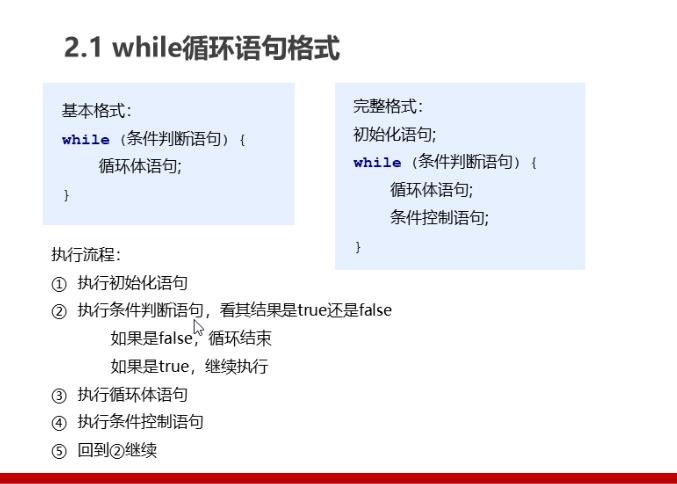 2.1 while循环语句格式
基本格式：
while（条件判断语句）{
循环体语句;
}
完整格式：
初始化语句;
while（条件判断语句）{
循环体语句;
条件控制语句;
}
执行流程：
① 执行初始化语句
② 执行条件判断语句，看其结果是true还是false
如果是false，循环结束
如果是true，继续执行
③ 执行循环体语句
④ 执行条件控制语句
⑤ 回到②继续